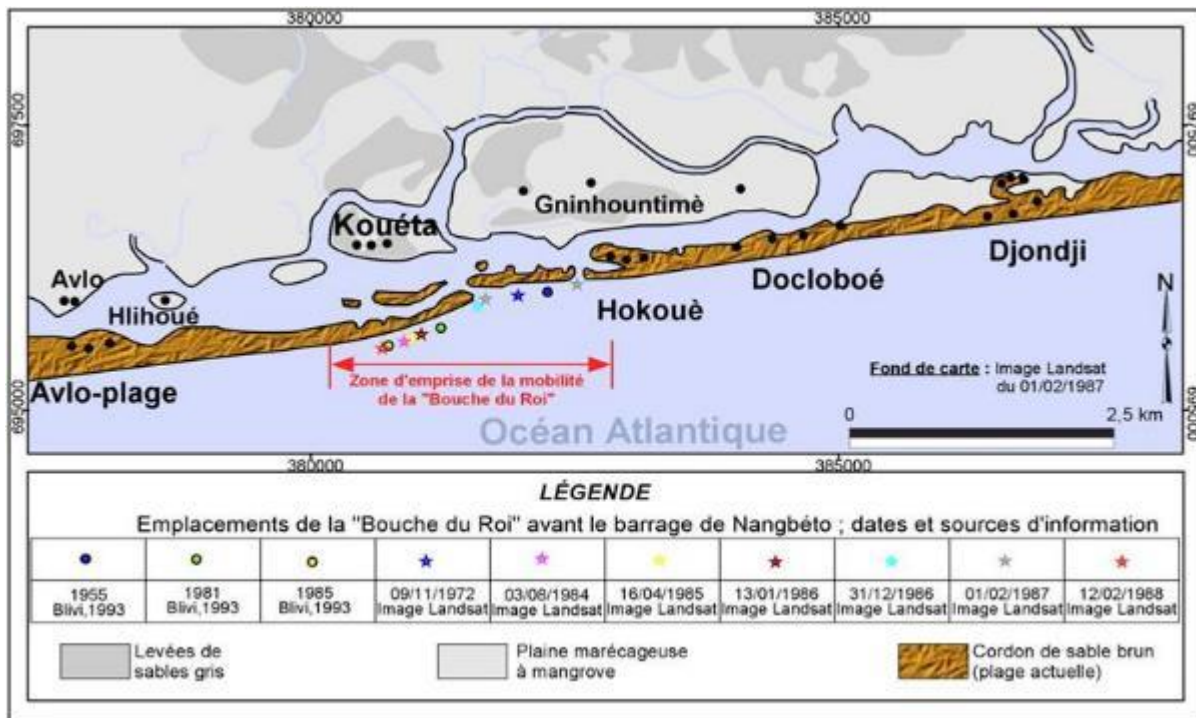 380000
385000
697500
697500
Kouéta
Gninhountimè
Avlo
Hlihoué
Djondji
Docloboé
Hokouè
N
Avlo-plage
Zone d'emprise de la mobilité
de la "Bouche du Roi"
Fond de carte : Image Landsat
du 01/02/1987
0
2,5 km
695000
695000
Océan Atlantique
380000
385000
LÉGENDE
Emplacements de la "Bouche du Roi" avant le barrage de Nangbéto ; dates et sources d'information
1955 1981 1985 09/11/1972 03/08/1984 16/04/1985 13/01/1986 31/12/1986 01/02/1987 12/02/1988
Blivi,1993 Blivi,1993 Blivi,1993 Image Landsat Image Landsat Image Landsat Image Landsat Image Landsat Image Landsat Image Landsat
Levées de
sables gris
Plaine marécageuse
à mangrove
Cordon de sable brun
(plage actuelle)